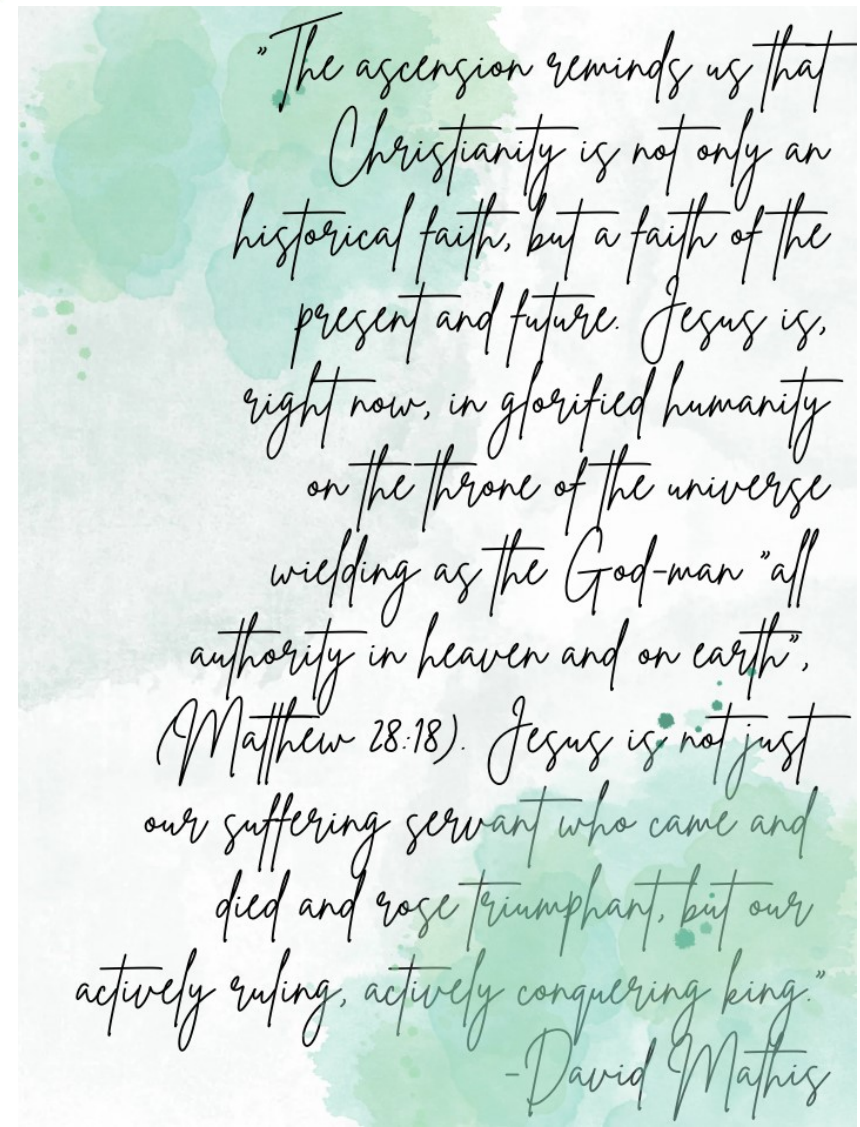 "The ascension reminds us that
Christianity is not only an
historical faith, but a faith of the
present and future. Jesus is,
right now, in glorified humanity
on the throne of the universe
wielding as the God-man "all
authority in heaven and on earth",
(Matthew 28:18). Jesus is not just
our suffering servant who came and
died and rose triumphant, but our
actively ruling, actively conquering king."
-David Mathis